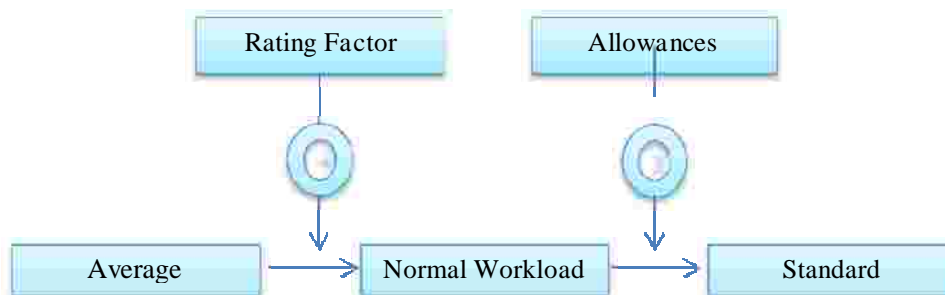 Rating Factor
Allowances
Average
Normal Workload
Standard